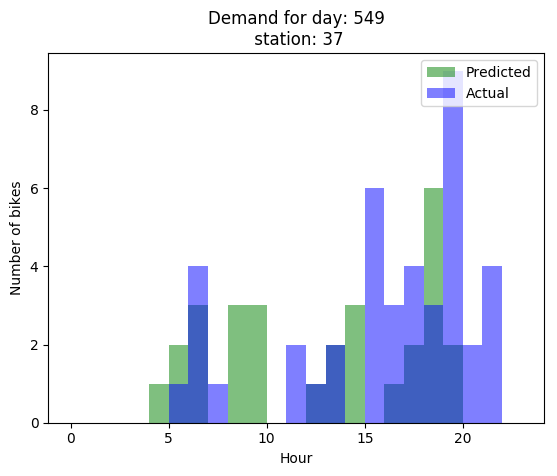 Demand for day: 549
station: 37
Predicted
Actual
Number of bikes
8
6
4
2
0
0
5
10
15
20
Hour